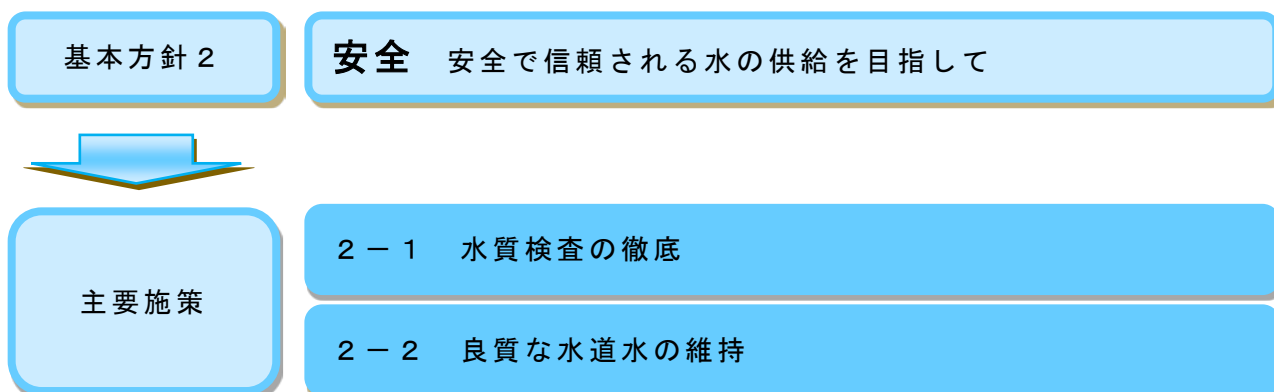 基本方針２
安全　安全で信頼される水の供給を目指して
主要施策
２－１　水質検査の徹底
２－２　良質な水道水の維持